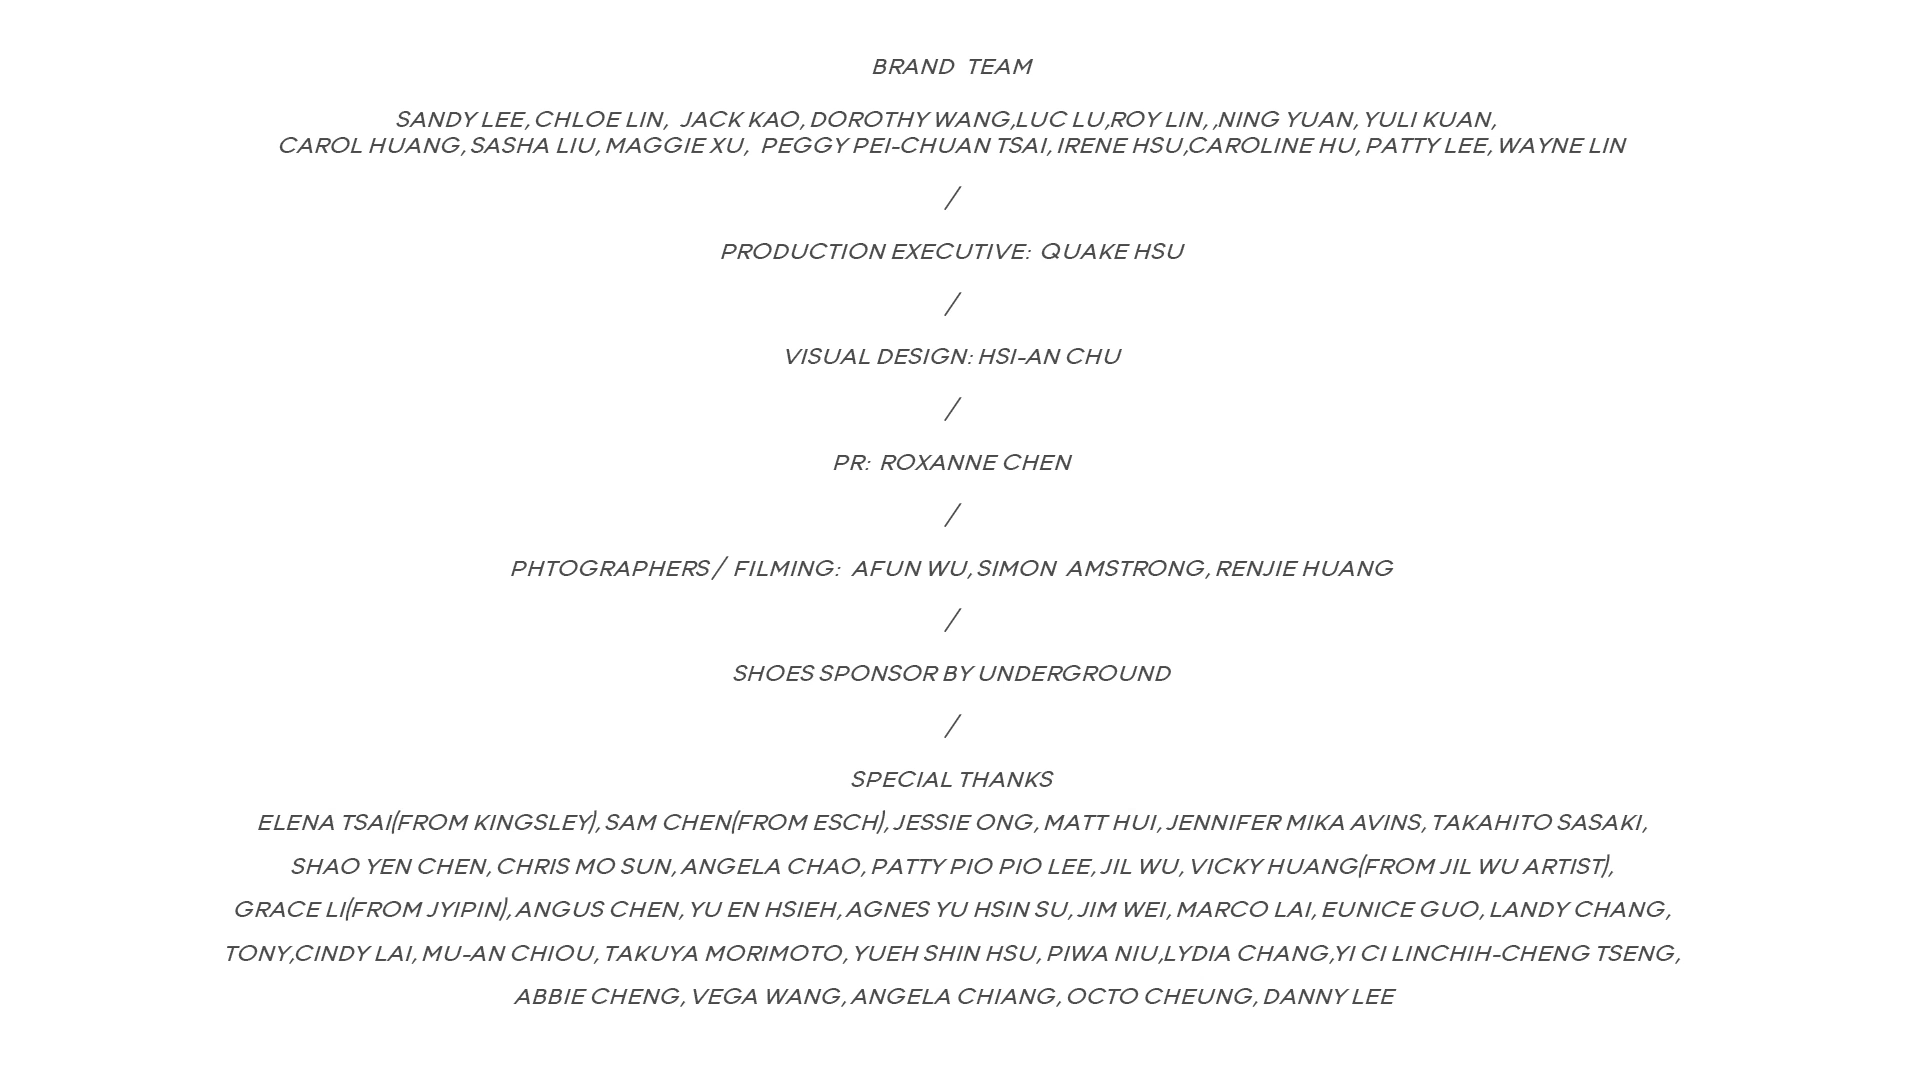 BRAND TEAM
SANDY LEE, CHLOE LIN, JACK KAO, DOROTHY WANG,LUC LU,ROY LIN, ,NING YUAN, YULI KUAN,
CAROL HUANG, SASHA LIU, MAGGIE XU, PEGGY PEI-CHUAN TSAI, IRENE HSU,CAROLINE HU, PATTY LEE, WAYNE LIN
/
PRODUCTION EXECUTIVE: QUAKE HSU
/
VISUAL DESIGN: HSI-AN CHU
/
PR: ROXANNE CHEN
/
PHTOGRAPHERS / FILMING: AFUN WU, SIMON AMSTRONG, RENJIE HUANG
/
SHOES SPONSOR BY UNDERGROUND
/
SPECIAL THANKS
ELENA TSAI(FROM KINGSLEY), SAM CHEN(FROM ESCH), JESSIE ONG, MATT HUI, JENNIFER MIKA AVINS, TAKAHITO SASAKI,
SHAO YEN CHEN, CHRIS MO SUN, ANGELA CHAO, PATTY PIO PIO LEE, JIL WU, VICKY HUANG(FROM JIL WU ARTIST),
GRACE LI(FROM JYIPIN), ANGUS CHEN, YU EN HSIEH, AGNES YU HSIN SU, JIM WEI, MARCO LAI, EUNICE GUO, LANDY CHANG,
TONY,CINDY LAI, MU-AN CHIOU, TAKUYA MORIMOTO, YUEH SHIN HSU, PIWA NIU,LYDIA CHANG,YI CI LINCHIH-CHENG TSENG,
ABBIE CHENG, VEGA WANG, ANGELA CHIANG, OCTO CHEUNG, DANNY LEE